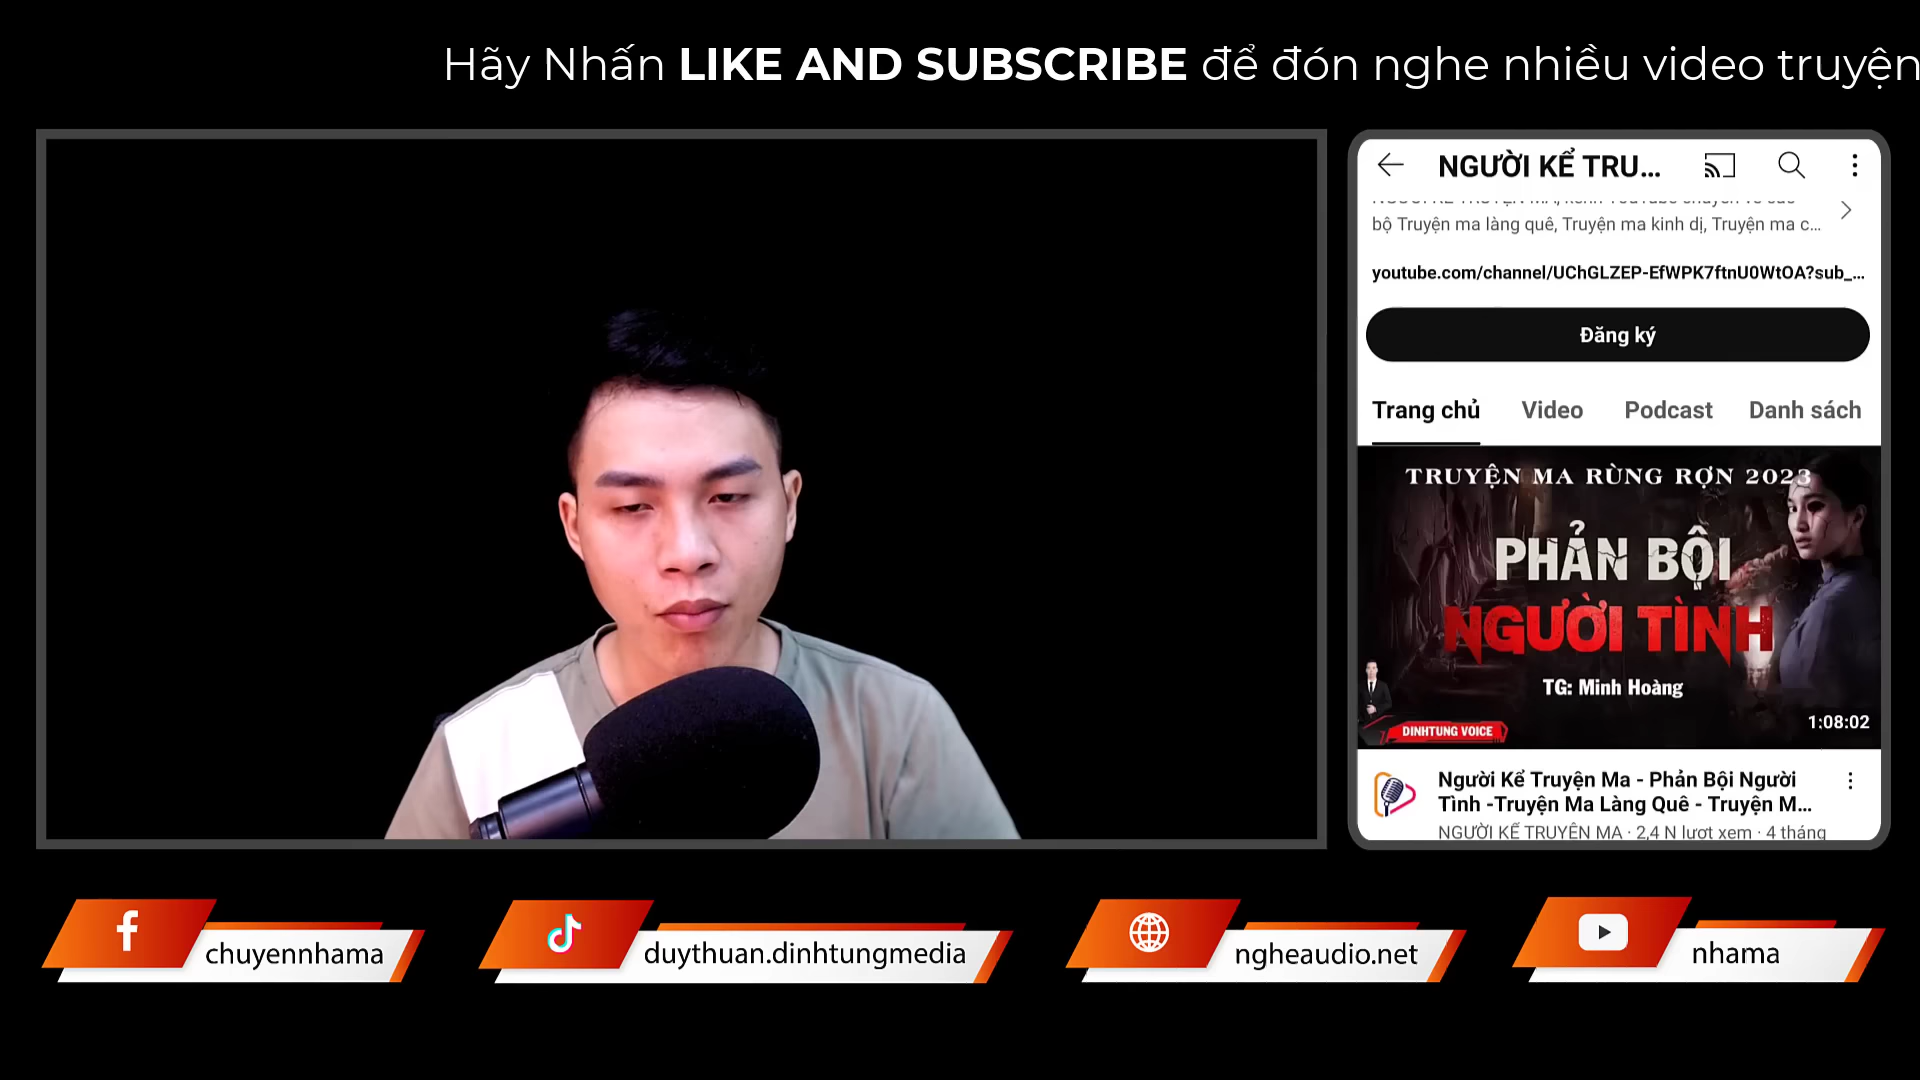 Hãy Nhấn LIKE AND SUBSCRIBE để đón nghe nhiều video truyện
NGƯỜI KỂ TRU...
bộ Truyện ma làng quê, Truyện ma kinh dị, Truyện ma c...
youtube.com/channel/UChGLZEP-EfWPK7ftnU0WtOA?sub_...
Đăng ký
Trang chủ Video Podcast Danh sách
TRUYỆN MA RÙNG RỢN 2023
PHẢN BỘI
NGƯỜI TÌNH
TG: Minh Hoàng
1:08:02
DINHTUNG VOICE
Người Kể Truyện Ma - Phản Bội Người
Tình -Truyện Ma Làng Quê - Truyện M...
NGƯỜI KỂ TRUYỆN MA · 2,4 N lượt xem · 4 tháng
chuyennhama
duythuan.dinhtungmedia
ngheaudio.net
nhama